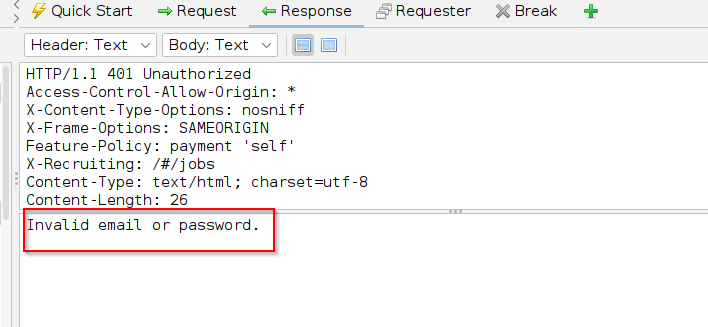 Quick Start Request Response Requester Break
Header: Text Body: Text
HTTP/1.1 401 Unauthorized
Access-Control-Allow-Origin: *
X-Content-Type-Options: nosniff
X-Frame-Options: SAMEORIGIN
Feature-Policy: payment 'self'
X-Recruiting: /#/jobs
Content-Type: text/html; charset=utf-8
Content-Length: 26
Invalid email or password.